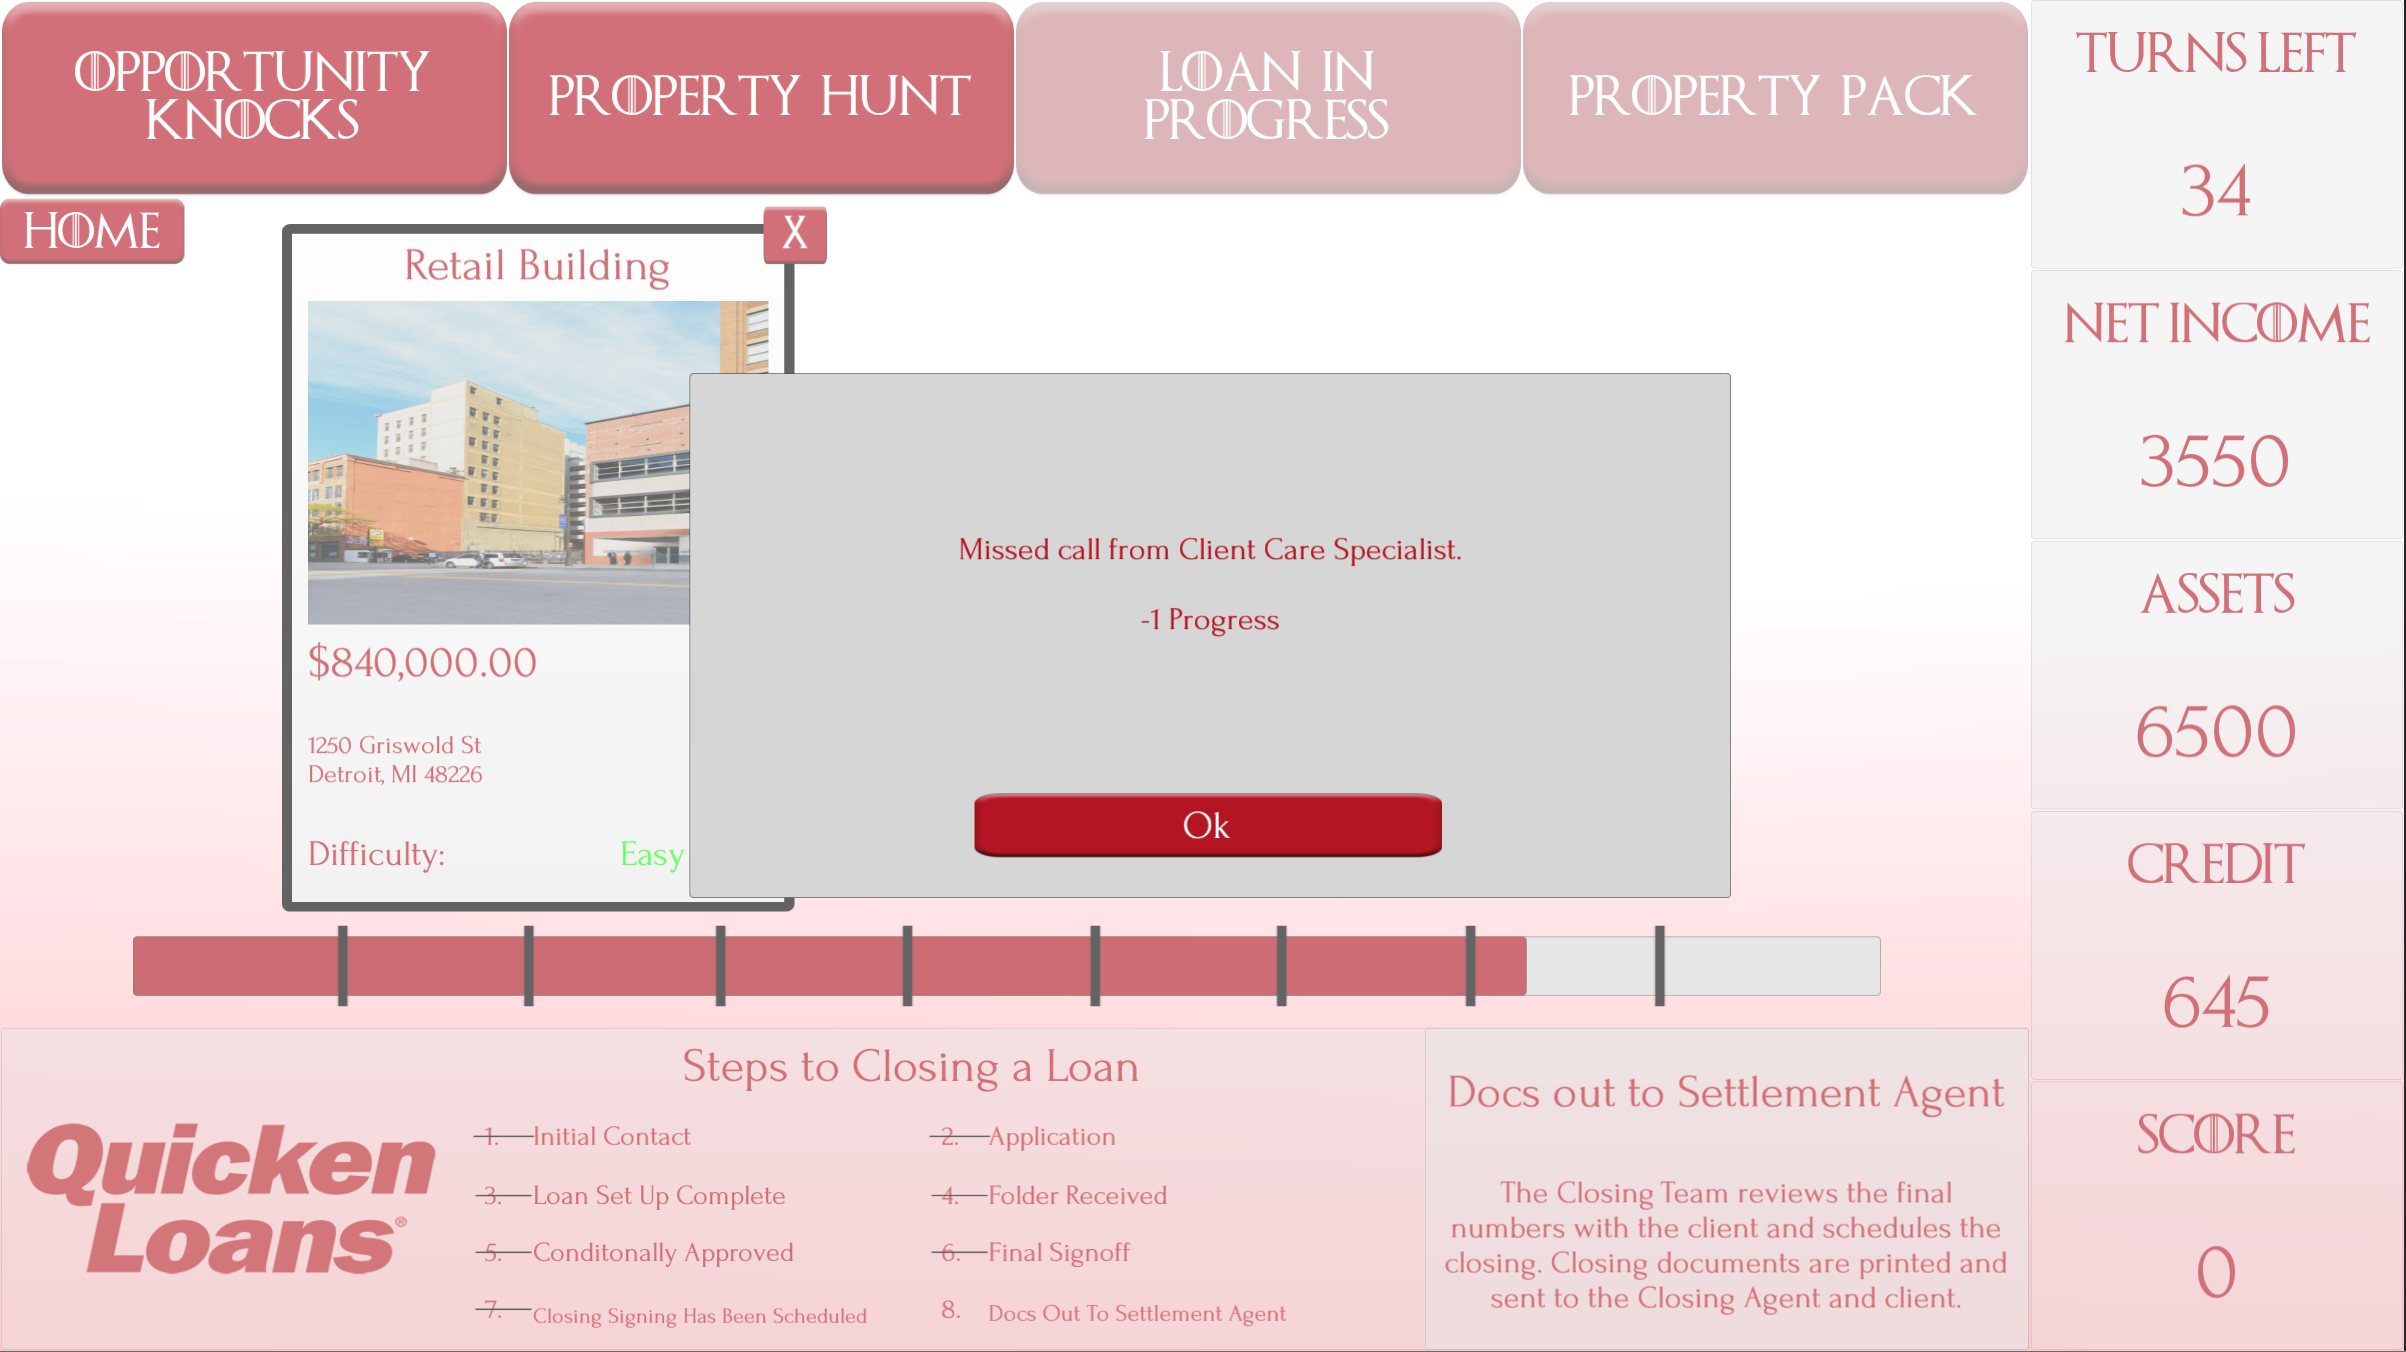 OPPORTUNITY
KNOCKS
PROPERTY HUNT
LOAN IN
PROGRESS
PROPERTY PACK
TURNS LEFT
34
HOME
X
Retail Building
NET INCOME
3550
Missed call from Client Care Specialist.
-1 Progress
$840,000.00
1250 Griswold St
Detroit, MI 48226
Difficulty: Easy
Ok
ASSETS
6500
CREDIT
645
Steps to Closing a Loan
Quicken
Loans®
1. Initial Contact
2. Application
3. Loan Set Up Complete
4. Folder Received
5. Conditonally Approved
6. Final Signoff
7. Closing Signing Has Been Scheduled
8. Docs Out To Settlement Agent
Docs out to Settlement Agent
The Closing Team reviews the final
numbers with the client and schedules the
closing. Closing documents are printed and
sent to the Closing Agent and client.
SCORE
0